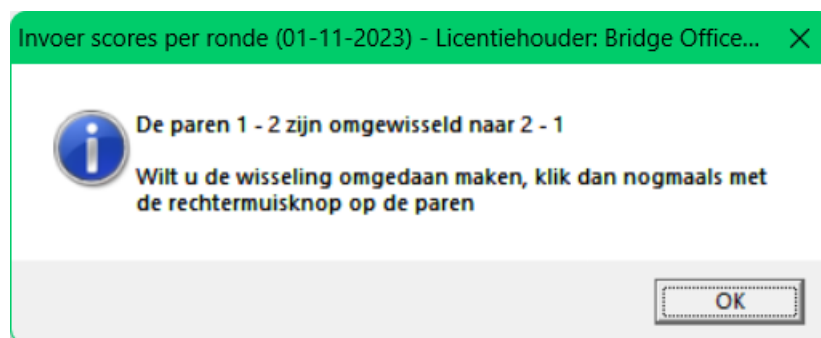 Invoer scores per ronde (01-11-2023) - Licentiehouder: Bridge Office...
De paren 1 - 2 zijn omgewisseld naar 2 - 1
Wilt u de wisseling omgedaan maken, klik dan nogmaals met
de rechtermuisknop op de paren
OK